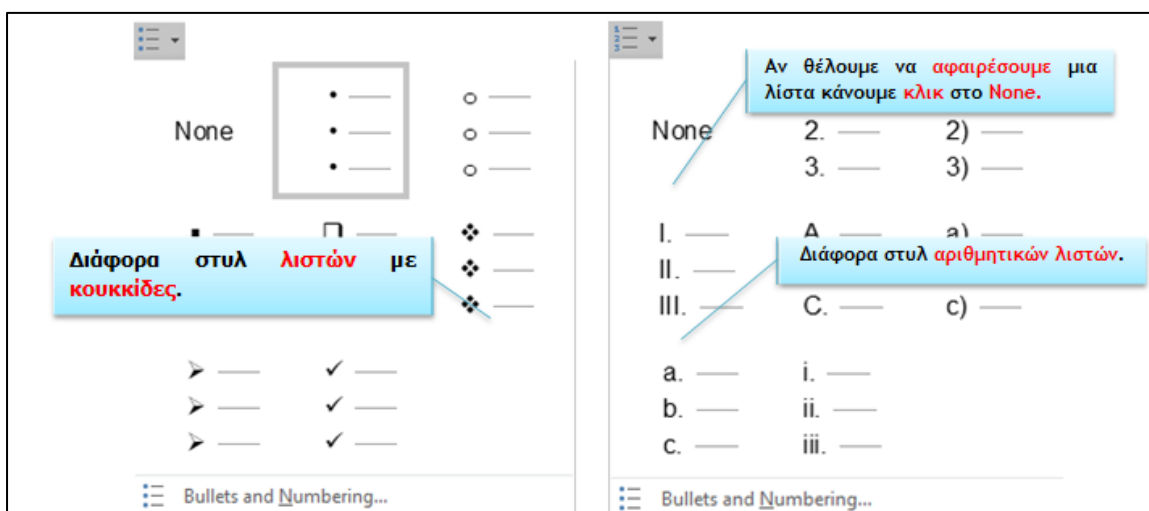 None
Διάφορα στυλ λιστών με
κουκκίδες.
Bullets and Numbering...
Αν θέλουμε να αφαιρέσουμε μια
λίστα κάνουμε κλικ στο None.
None
2. 2)
3. 3)
I. A a)
Διάφορα στυλ αριθμητικών λιστών.
II.
III. C. c)
a. i.
b. ii.
c. iii.
Bullets and Numbering...